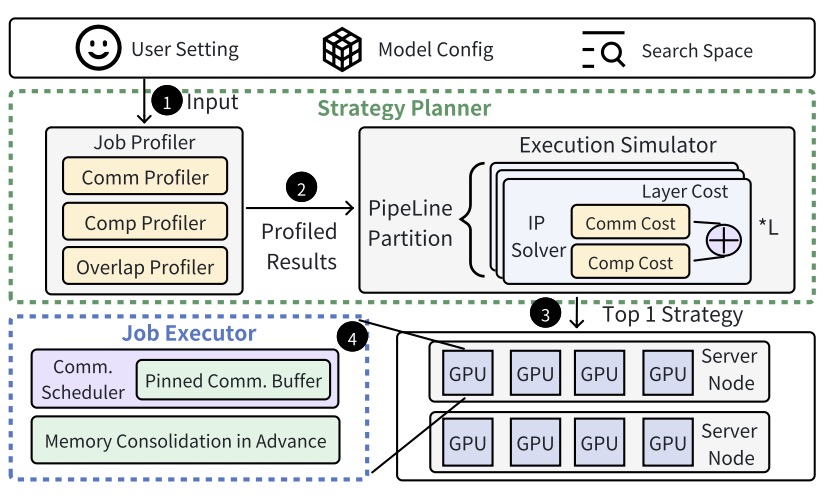 User Setting
Model Config
Search Space
1 Input
Strategy Planner
Job Profiler
Comm Profiler
Comp Profiler
Overlap Profiler
2
Profiled
Results
Execution Simulator
PipeLine
Partition
Layer Cost
IP
Solver
Comm Cost
Comp Cost
*L
3 Top 1 Strategy
Job Executor
4
Comm.
Scheduler
Pinned Comm. Buffer
Memory Consolidation in Advance
GPU GPU GPU GPU
Server
Node
GPU GPU GPU GPU
Server
Node